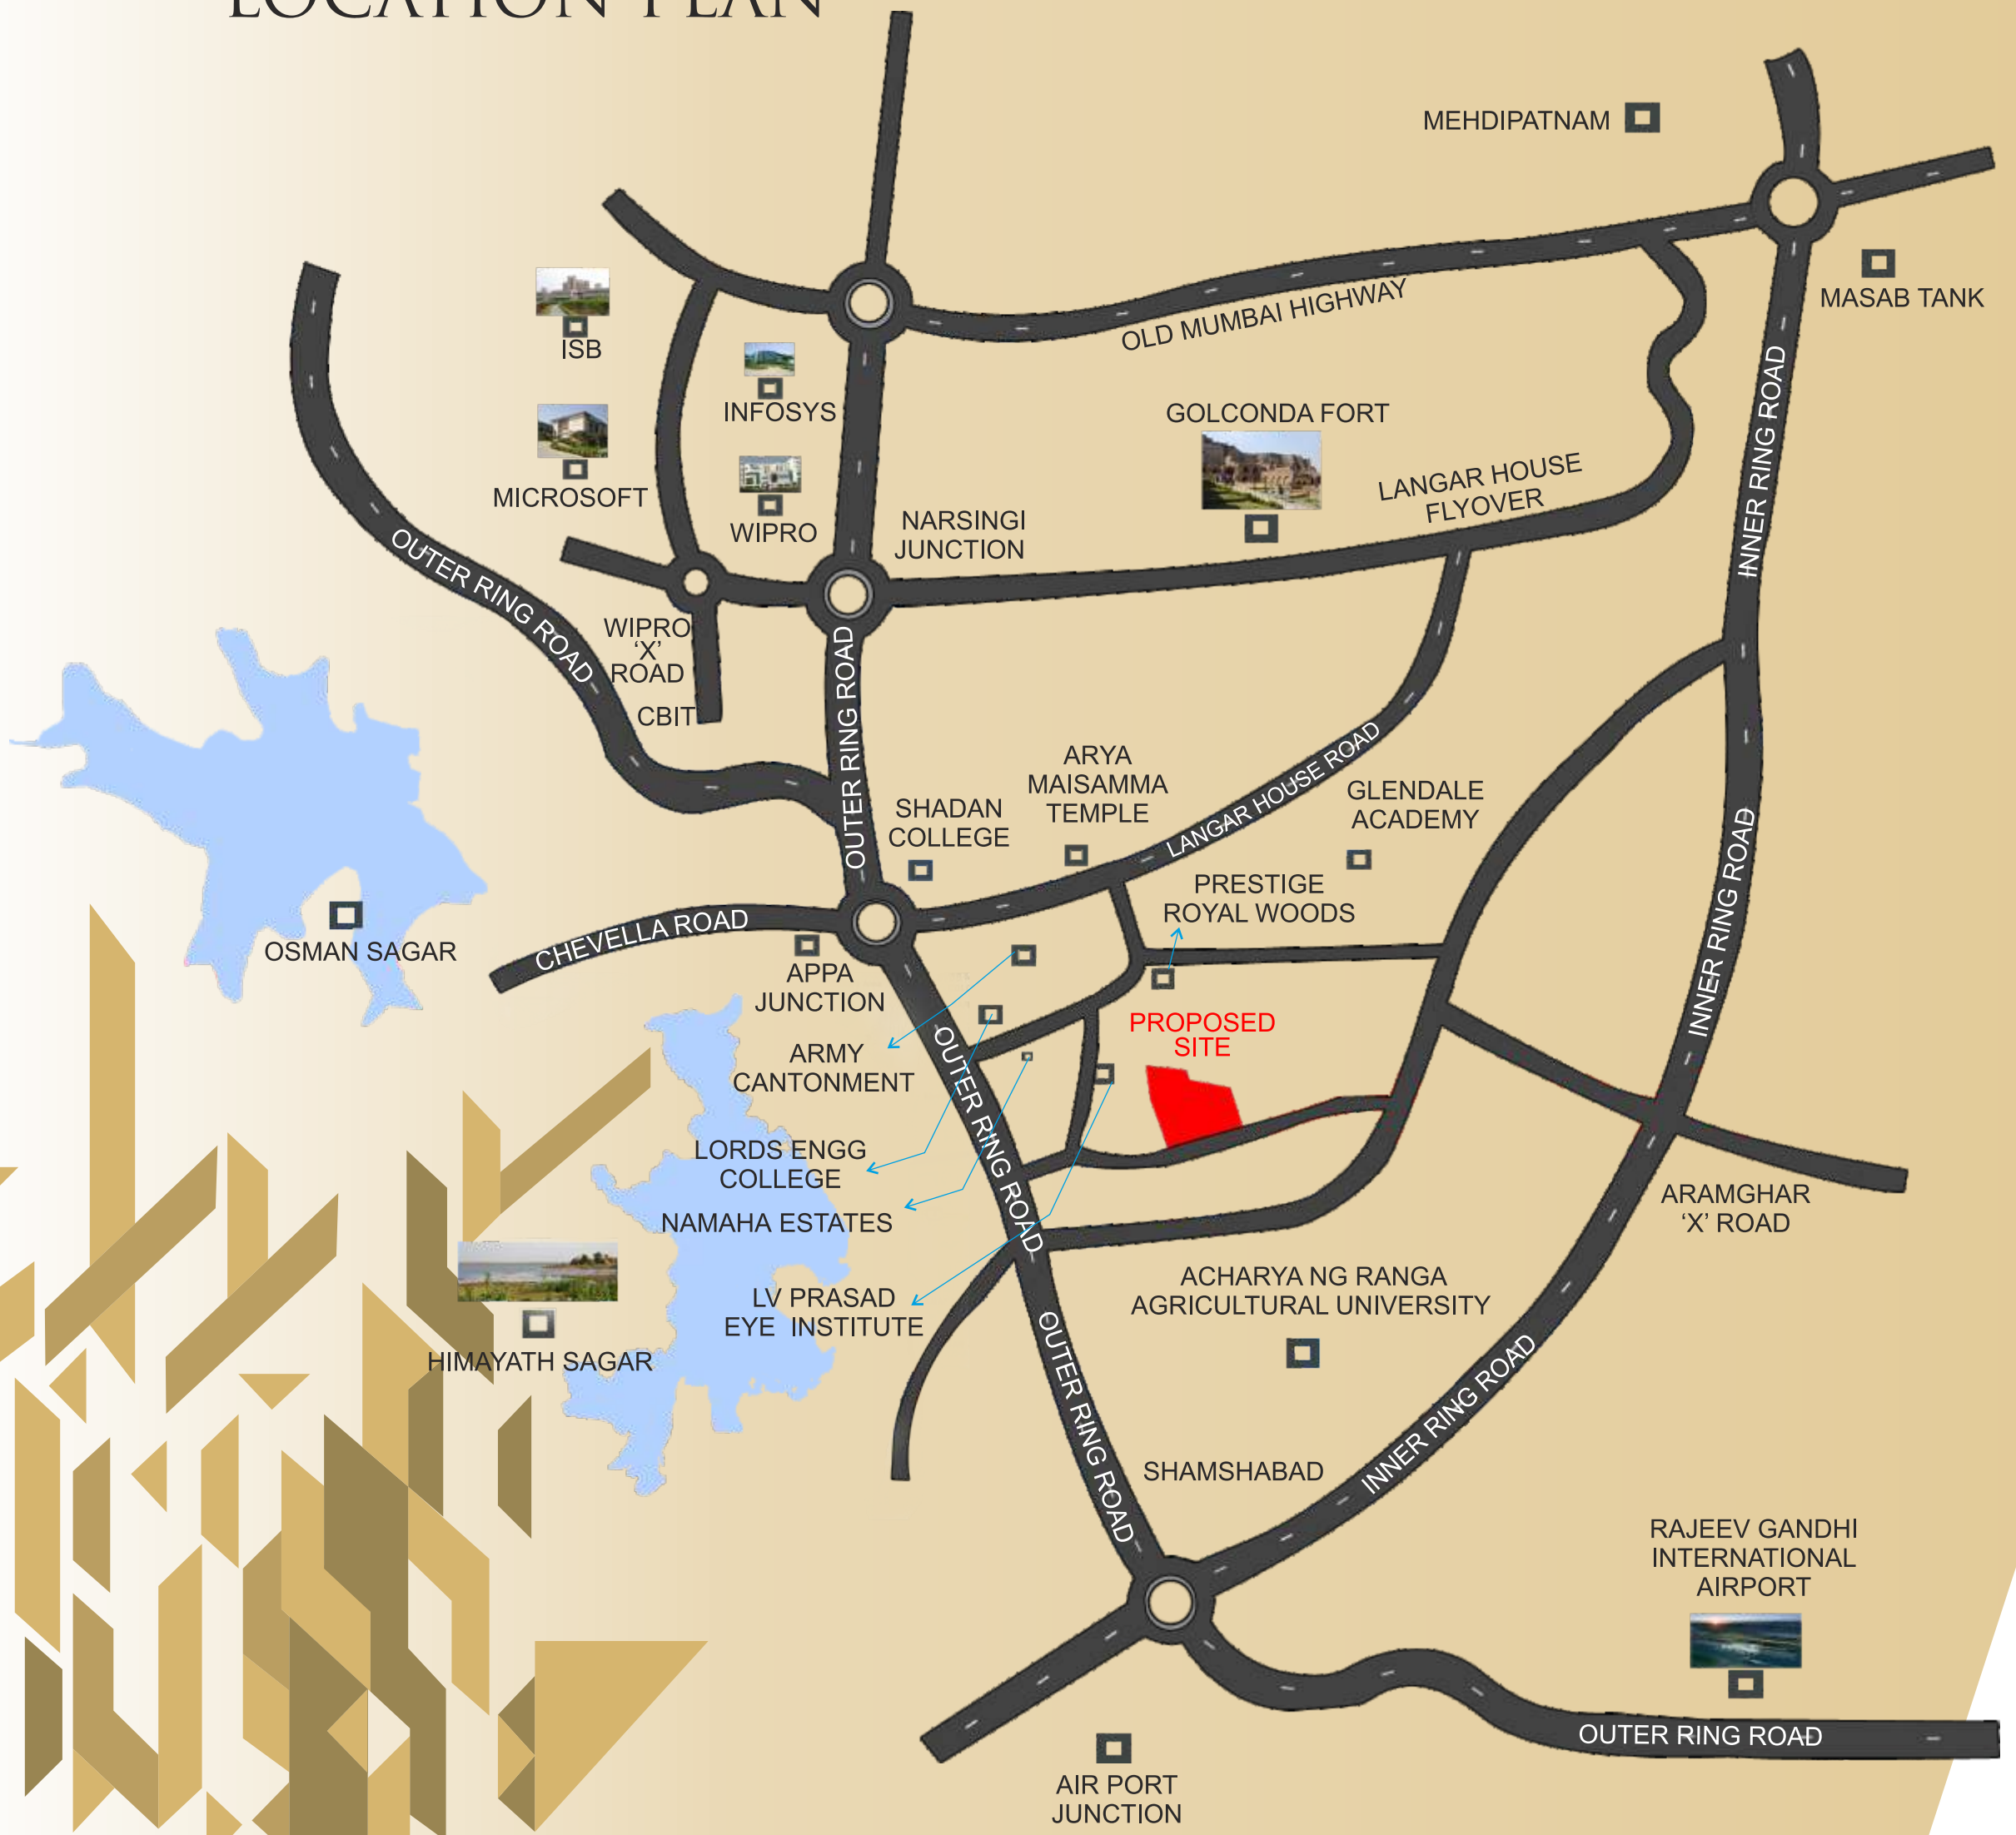 LOCATION PLAN
MEHDIPATNAM
MASAB TANK
OLD MUMBAI HIGHWAY
ISB
INFOSYS
GOLCONDA FORT
LANGAR HOUSE
FLYOVER
INNER RING ROAD
MICROSOFT
WIPRO
NARSINGI
JUNCTION
OUTER RING ROAD
WIPRO
‘X’
ROAD
CBIT
OUTER RING ROAD
ARYA
MAISAMMA
TEMPLE
LANGAR HOUSE ROAD
GLENDALE
ACADEMY
SHADAN
COLLEGE
INNER RING ROAD
PRESTIGE
ROYAL WOODS
CHEVELLA ROAD
OSMAN SAGAR
APPA
JUNCTION
PROPOSED
SITE
ARMY
CANTONMENT
OUTER RING ROAD
LORDS ENGG
COLLEGE
NAMAHA ESTATES
ARAMGHAR
‘X’ ROAD
LV PRASAD
EYE INSTITUTE
ACHARYA NG RANGA
AGRICULTURAL UNIVERSITY
HIMAYATH SAGAR
OUTER RING ROAD
INNER RING ROAD
SHAMSHABAD
RAJEEV GANDHI
INTERNATIONAL
AIRPORT
OUTER RING ROAD
AIR PORT
JUNCTION